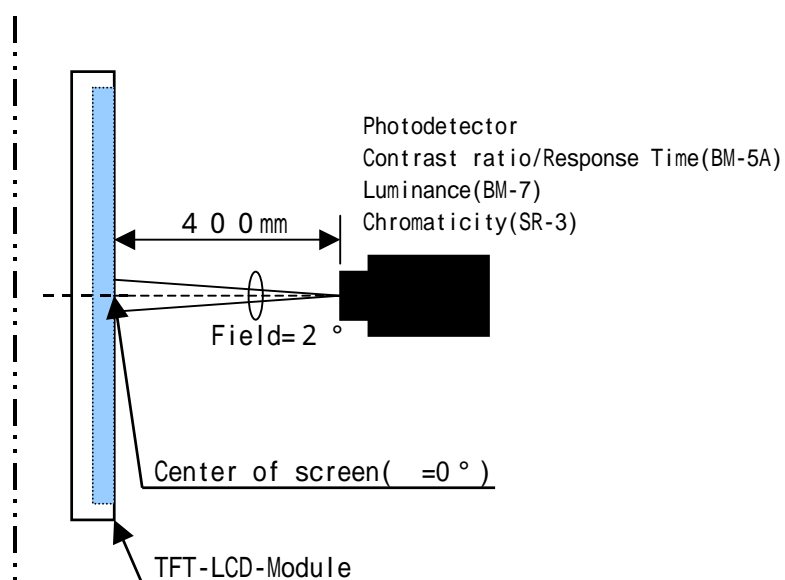 Photodetector
Contrast ratio/Response Time(BM-5A)
Luminance(BM-7)
Chromaticity(SR-3)
４００mm
Field=２°
Center of screen( =0°)
TFT-LCD-Module